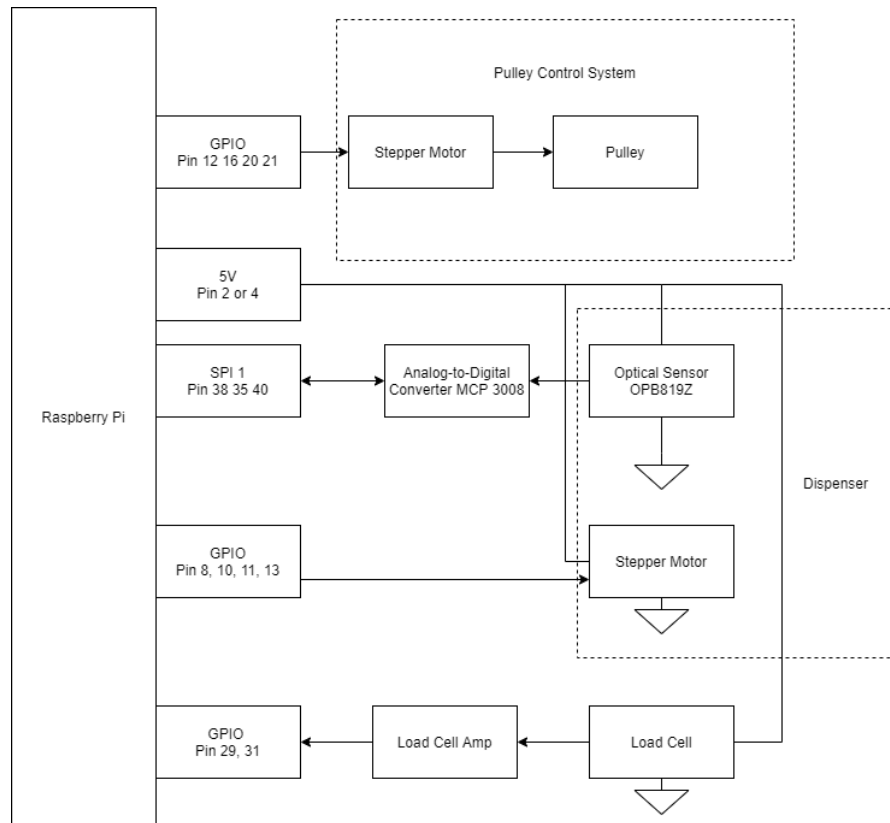 Pulley Control System
GPIO
Pin 12 16 20 21
Stepper Motor
Pulley
5V
Pin 2 or 4
SPI 1
Pin 38 35 40
Analog-to-Digital
Converter MCP 3008
Optical Sensor
OPB819Z
Raspberry Pi
Dispenser
GPIO
Pin 8, 10, 11, 13
Stepper Motor
GPIO
Pin 29, 31
Load Cell Amp
Load Cell